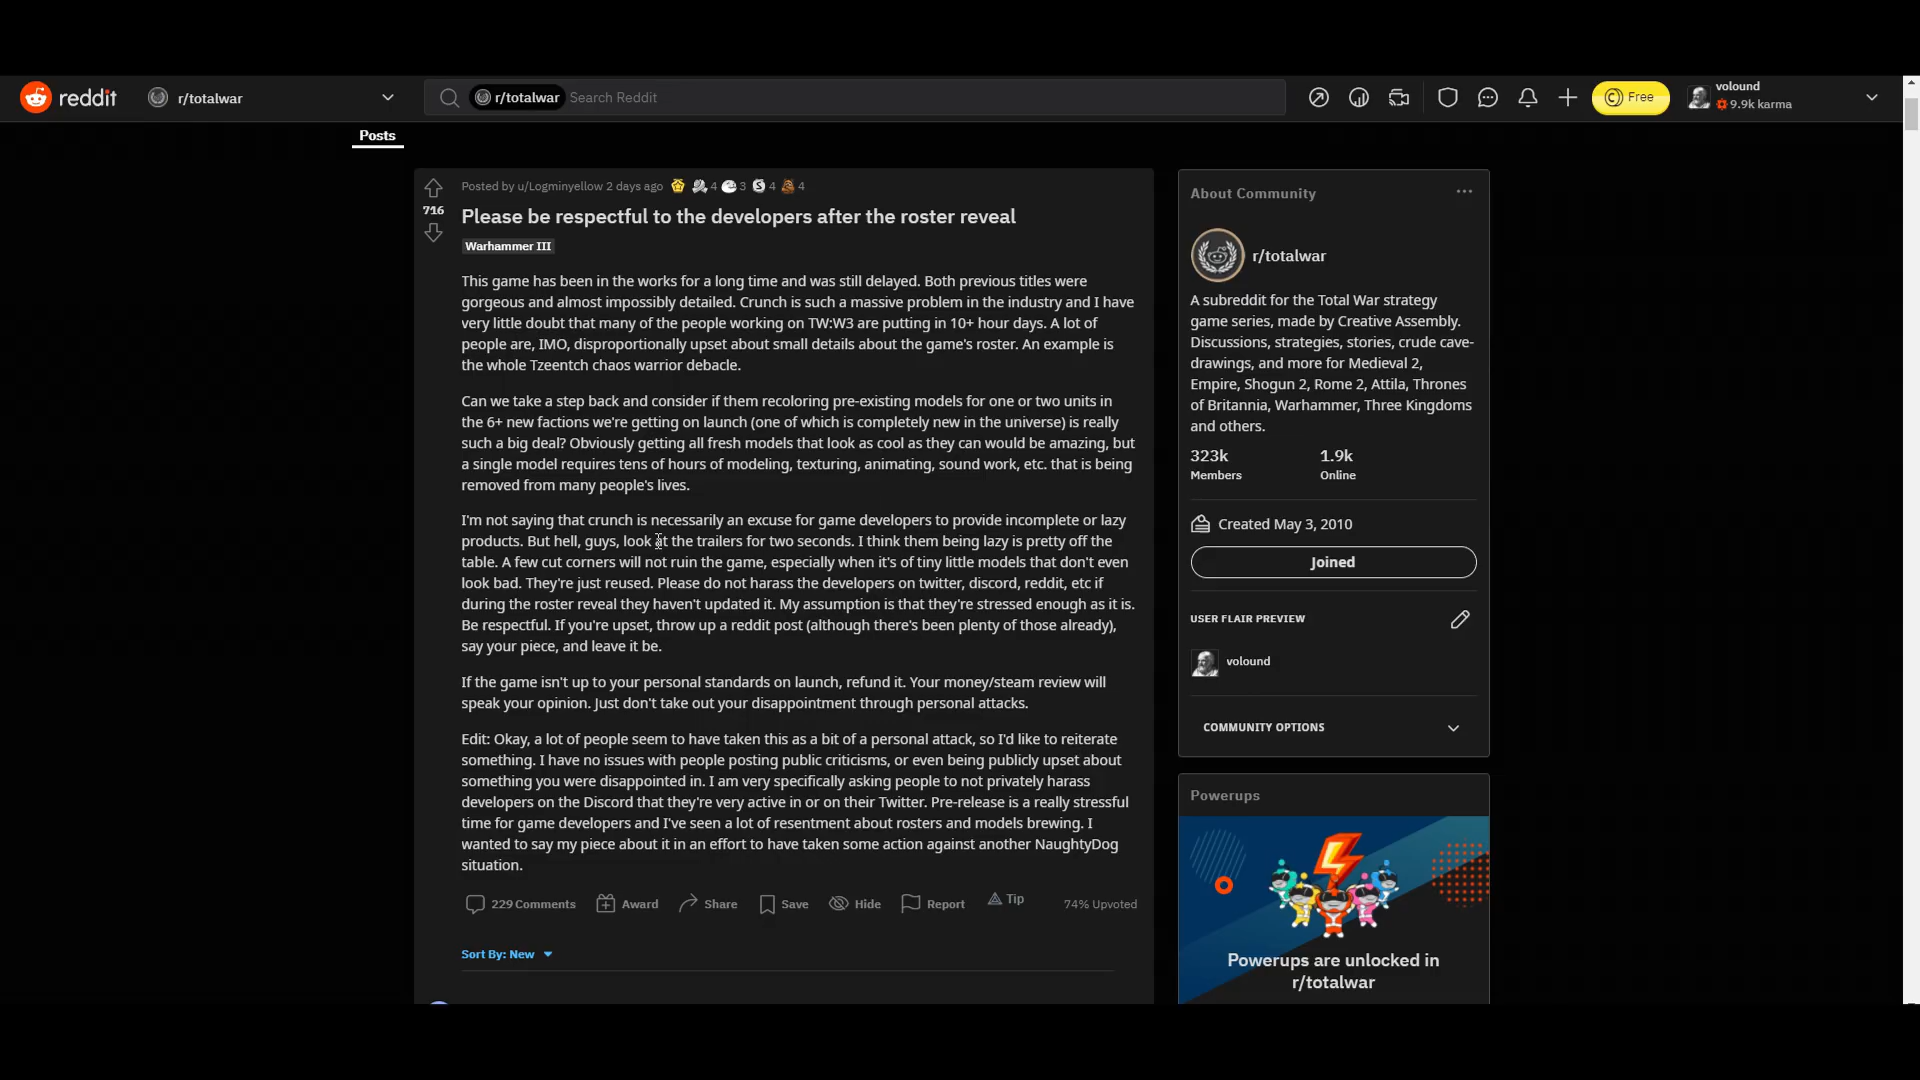 reddit
r/totalwar
r/totalwar Search Reddit
Free
volound
9.9k karma
Posts
Posted by u/Logminyellow 2 days ago 4 3 4 4
716
Please be respectful to the developers after the roster reveal
Warhammer III
This game has been in the works for a long time and was still delayed. Both previous titles were
gorgeous and almost impossibly detailed. Crunch is such a massive problem in the industry and I have
very little doubt that many of the people working on TW:W3 are putting in 10+ hour days. A lot of
people are, IMO, disproportionally upset about small details about the game's roster. An example is
the whole Tzeentch chaos warrior debacle.
Can we take a step back and consider if them recoloring pre-existing models for one or two units in
the 6+ new factions we're getting on launch (one of which is completely new in the universe) is really
such a big deal? Obviously getting all fresh models that look as cool as they can would be amazing, but
a single model requires tens of hours of modeling, texturing, animating, sound work, etc. that is being
removed from many people's lives.
I'm not saying that crunch is necessarily an excuse for game developers to provide incomplete or lazy
products. But hell, guys, look at the trailers for two seconds. I think them being lazy is pretty off the
table. A few cut corners will not ruin the game, especially when it's of tiny little models that don't even
look bad. They're just reused. Please do not harass the developers on twitter, discord, reddit, etc if
during the roster reveal they haven't updated it. My assumption is that they're stressed enough as it is.
Be respectful. If you're upset, throw up a reddit post (although there's been plenty of those already),
say your piece, and leave it be.
If the game isn't up to your personal standards on launch, refund it. Your money/steam review will
speak your opinion. Just don't take out your disappointment through personal attacks.
Edit: Okay, a lot of people seem to have taken this as a bit of a personal attack, so I'd like to reiterate
something. I have no issues with people posting public criticisms, or even being publicly upset about
something you were disappointed in. I am very specifically asking people to not privately harass
developers on the Discord that they're very active in or on their Twitter. Pre-release is a really stressful
time for game developers and I've seen a lot of resentment about rosters and models brewing. I
wanted to say my piece about it in an effort to have taken some action against another NaughtyDog
situation.
229 Comments Award Share Save Hide Report Tip 74% Upvoted
Sort By: New
About Community
r/totalwar
A subreddit for the Total War strategy
game series, made by Creative Assembly.
Discussions, strategies, stories, crude cave-
drawings, and more for Medieval 2,
Empire, Shogun 2, Rome 2, Attila, Thrones
of Britannia, Warhammer, Three Kingdoms
and others.
323k 1.9k
Members Online
Created May 3, 2010
Joined
USER FLAIR PREVIEW
volound
COMMUNITY OPTIONS
Powerups
Powerups are unlocked in
r/totalwar